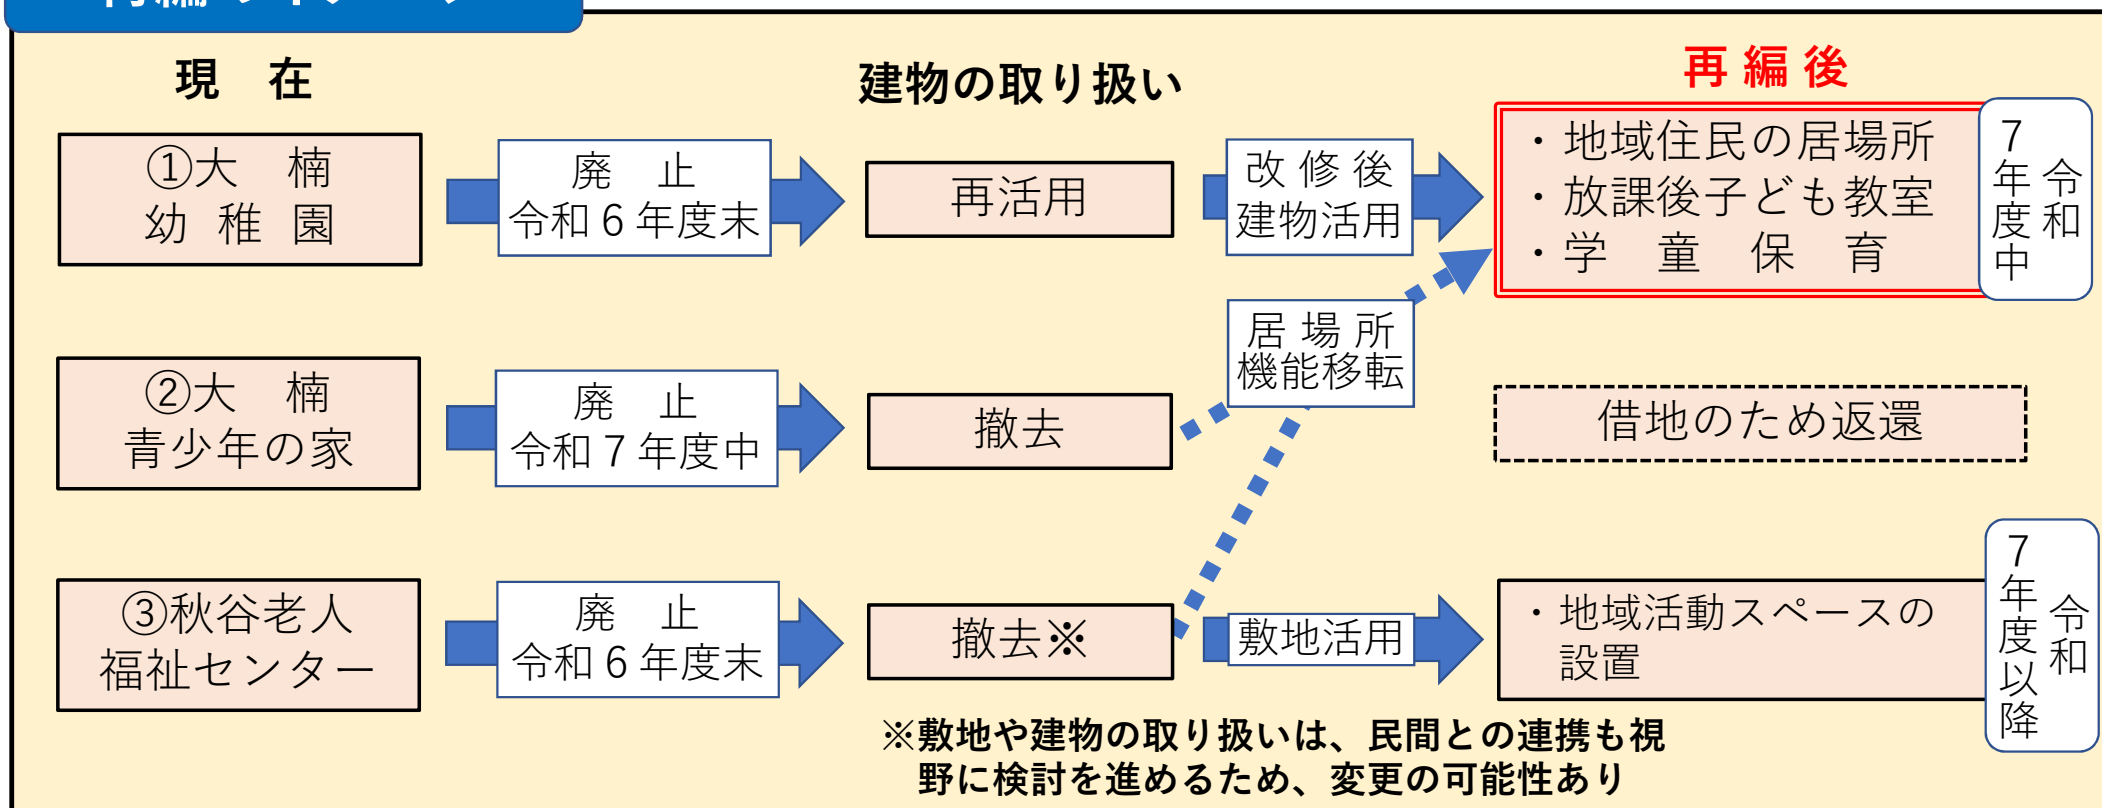 現　在
建物の取り扱い
再 編 後
①大　楠
幼 稚 園
廃　止
令和６年度末
再活用
改 修 後
建物活用
・地域住民の居場所
・放課後子ども教室
・学　童　保　育
令和
７年度中
居 場 所
機能移転
②大　楠
青少年の家
廃　止
令和７年度中
撤去
借地のため返還
③秋谷老人
福祉センター
廃　止
令和６年度末
撤去※
敷地活用
・地域活動スペースの
設置
令和
７年度以降
※敷地や建物の取り扱いは、民間との連携も視
野に検討を進めるため、変更の可能性あり